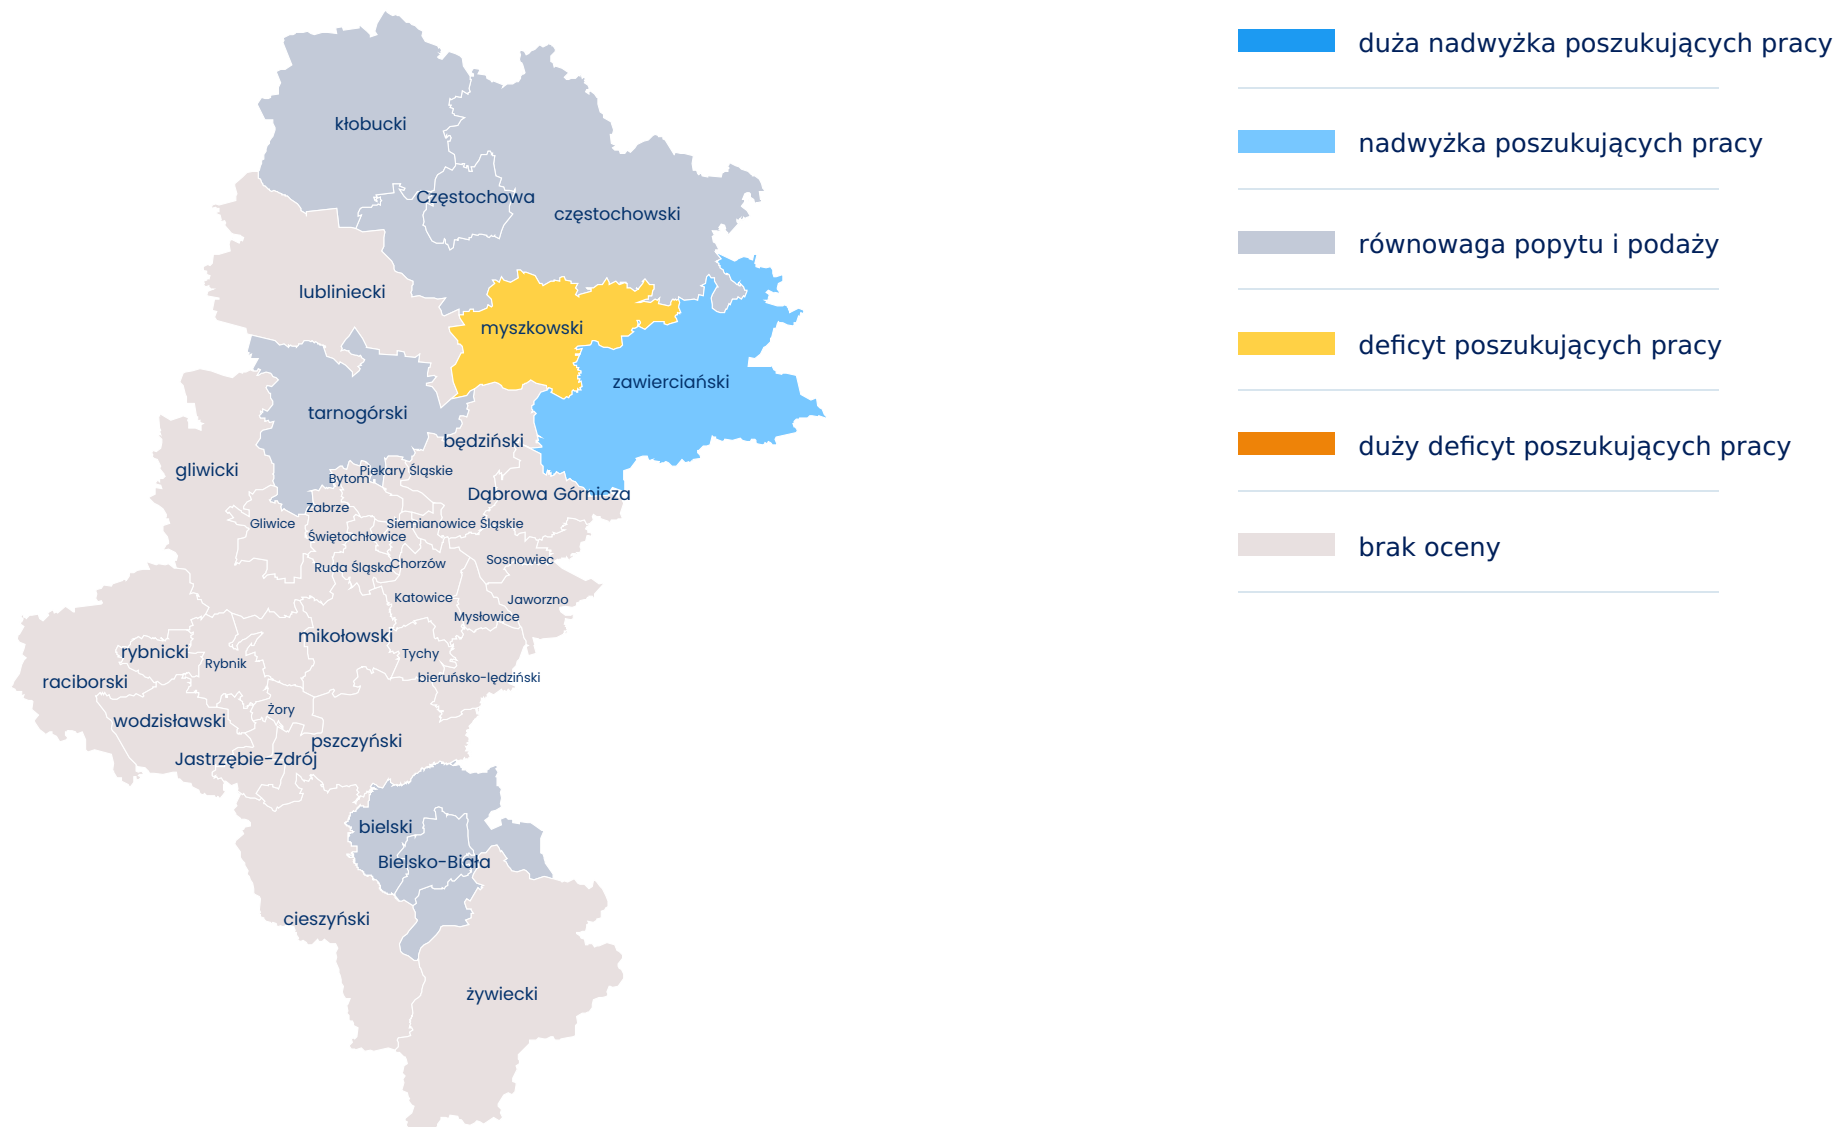 duża nadwyżka poszukujących pracy
nadwyżka poszukujących pracy
równowaga popytu i podaży
deficyt poszukujących pracy
duży deficyt poszukujących pracy
brak oceny
kłobucki
Częstochowa
częstochowski
lubliniecki
myszkowski
zawierciański
tarnogórski
będziński
gliwicki
Piekary Śląskie
Bytom
Dąbrowa Górnicza
Zabrze
Gliwice
Siemianowice Śląskie
Świętochłowice
Sosnowiec
Ruda Śląska
Chorzów
Katowice
Jaworzno
Mysłowice
mikołowski
rybnicki
Rybnik
Tychy
raciborski
bieruńsko-lędziński
Żory
wodzisławski
pszczyński
Jastrzębie-Zdrój
bielski
Bielsko-Biała
cieszyński
żywiecki